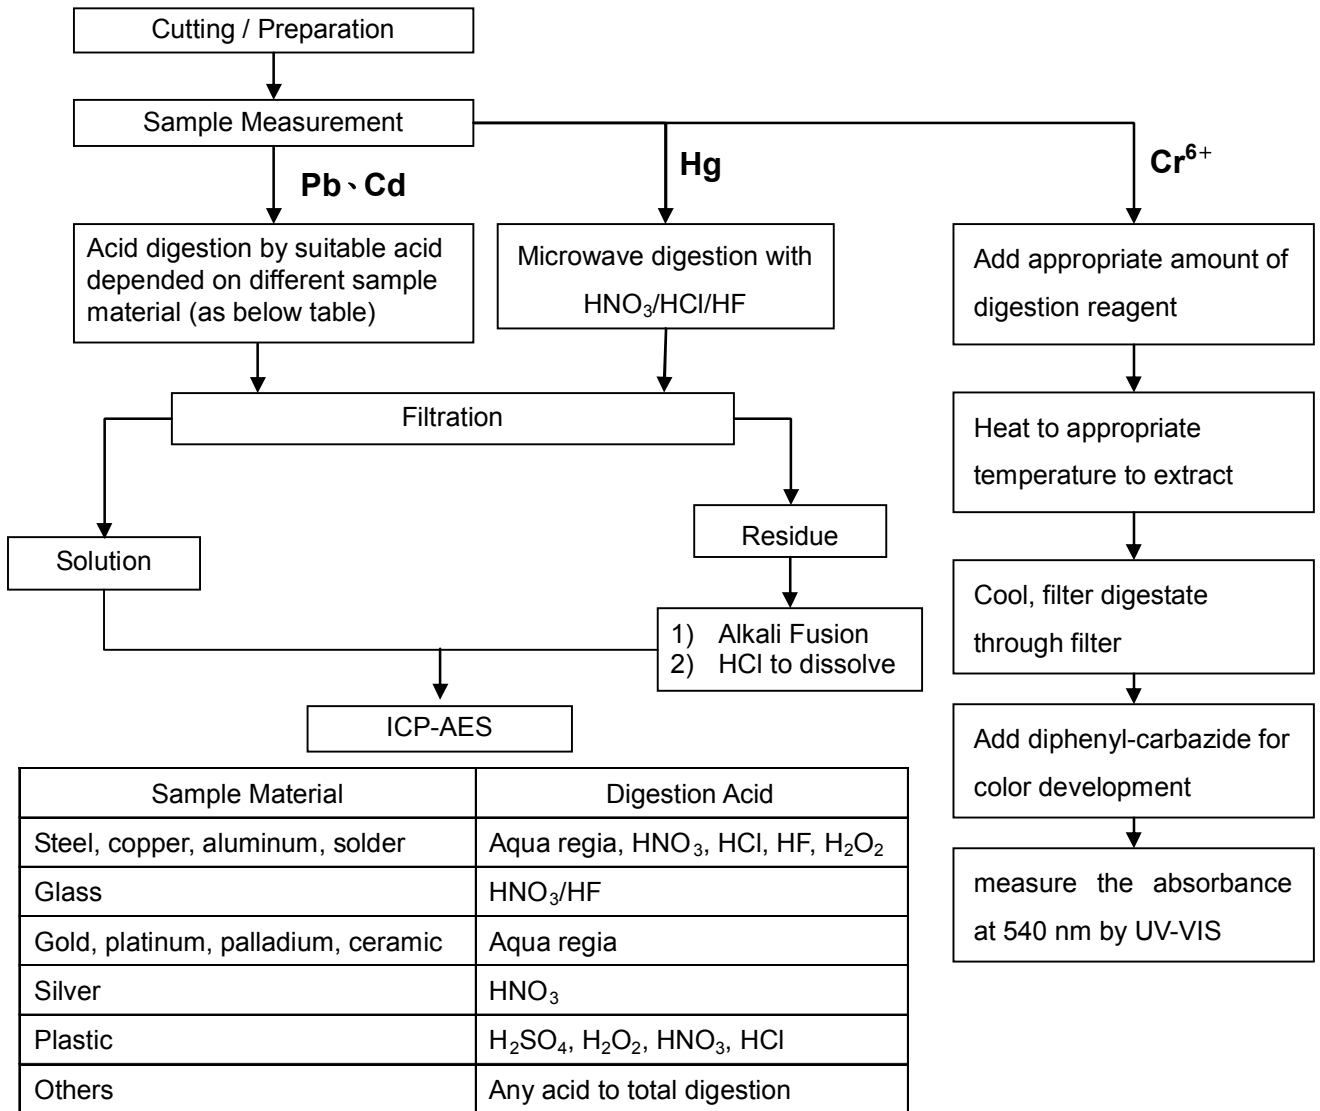 Cutting / Preparation
Sample Measurement
Pb、Cd
Hg
Cr⁶⁺
Acid digestion by suitable acid
depended on different sample
material (as below table)
Microwave digestion with
HNO₃/HCl/HF
Add appropriate amount of
digestion reagent
Filtration
Heat to appropriate
temperature to extract
Solution
Residue
1) Alkali Fusion
2) HCl to dissolve
Cool, filter digestate
through filter
ICP-AES
Add diphenyl-carbazide for
color development
measure the absorbance
at 540 nm by UV-VIS
Sample Material Digestion Acid
Steel, copper, aluminum, solder Aqua regia, HNO₃, HCl, HF, H₂O₂
Glass HNO₃/HF
Gold, platinum, palladium, ceramic Aqua regia
Silver HNO₃
Plastic H₂SO₄, H₂O₂, HNO₃, HCl
Others Any acid to total digestion